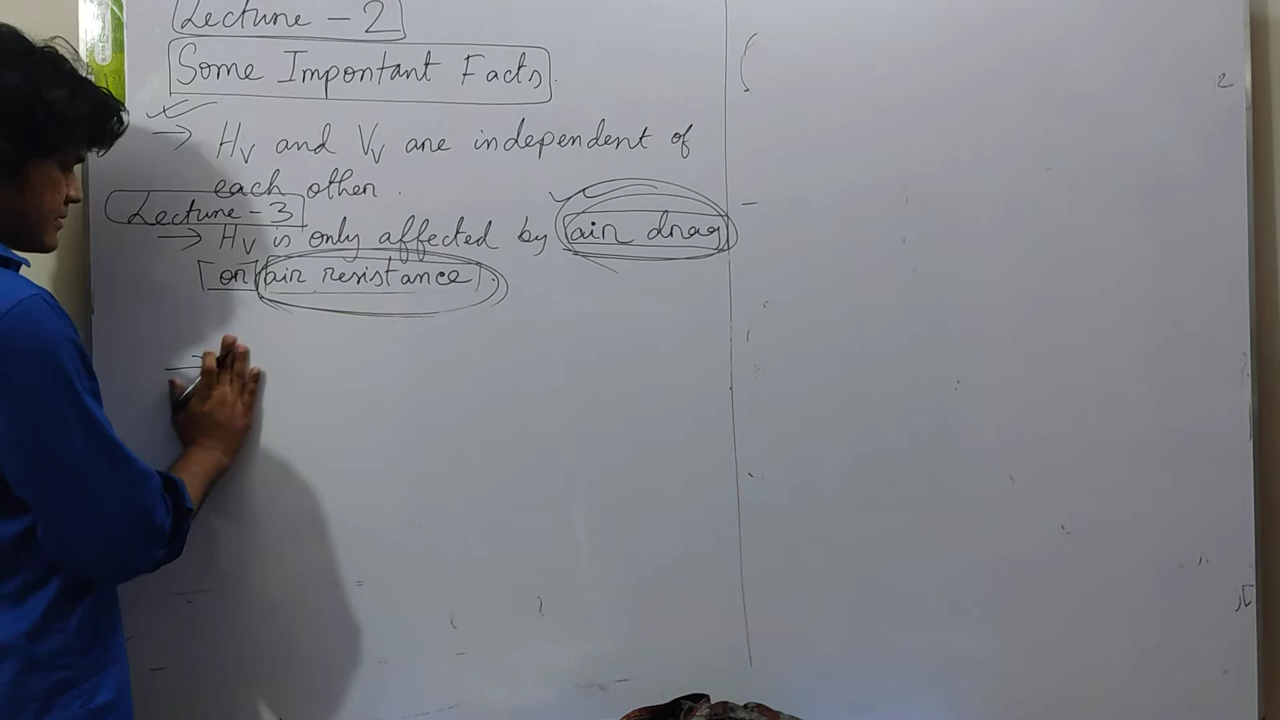 Lecture - 2
Some Important Facts.
→ Hv and Vv are independent of
each other.
Lecture - 3
→ Hv is only affected by air drag
[or] air resistance].